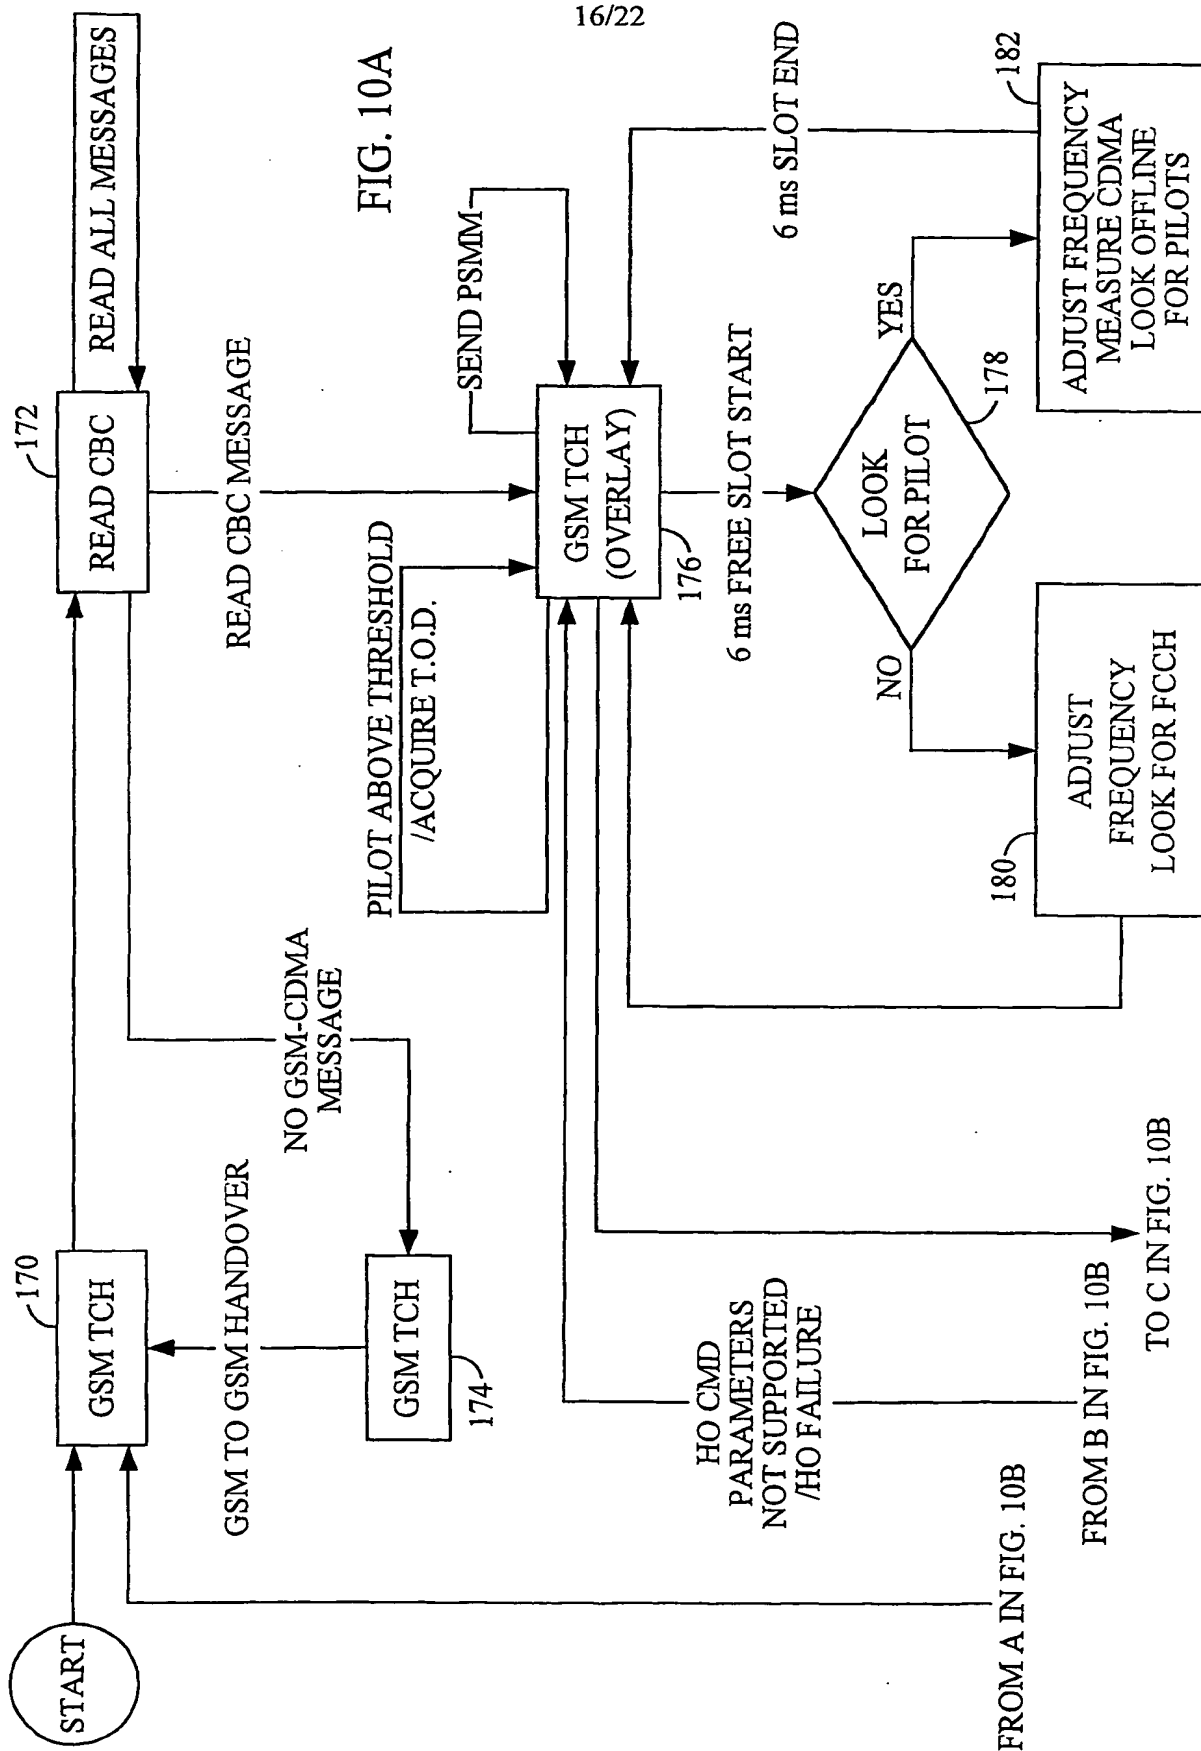 16/22
FIG. 10A
START
GSM TCH
170
READ CBC
172
READ ALL MESSAGES
GSM TO GSM HANDOVER
NO GSM-CDMA
MESSAGE
READ CBC MESSAGE
GSM TCH
174
PILOT ABOVE THRESHOLD
/ACQUIRE T.O.D.
SEND PSMM
GSM TCH
(OVERLAY)
176
HO CMD
PARAMETERS
NOT SUPPORTED
/HO FAILURE
6 ms FREE SLOT START
6 ms SLOT END
LOOK
FOR PILOT
178
NO
YES
180
ADJUST
FREQUENCY
LOOK FOR FCCH
182
ADJUST FREQUENCY
MEASURE CDMA
LOOK OFFLINE
FOR PILOTS
FROM A IN FIG. 10B
FROM B IN FIG. 10B
TO C IN FIG. 10B